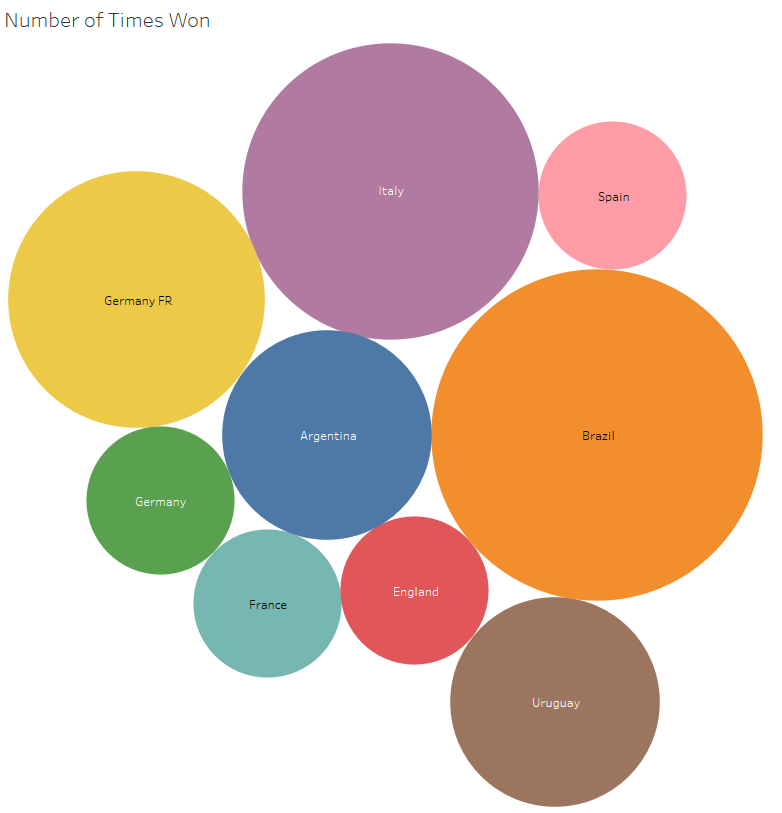 Number of Times Won
Italy
Spain
Germany FR
Argentina
Brazil
Germany
England
France
Uruguay